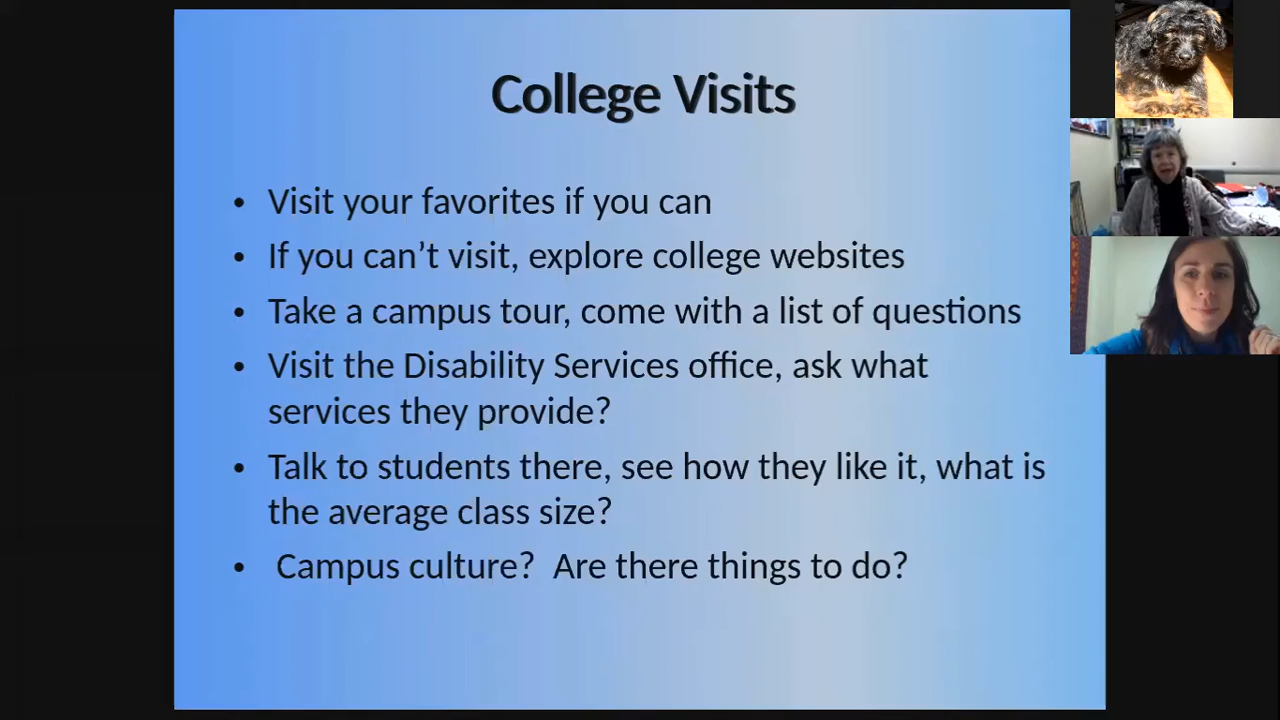 College Visits
• Visit your favorites if you can
• If you can’t visit, explore college websites
• Take a campus tour, come with a list of questions
• Visit the Disability Services office, ask what
services they provide?
• Talk to students there, see how they like it, what is
the average class size?
• Campus culture?  Are there things to do?